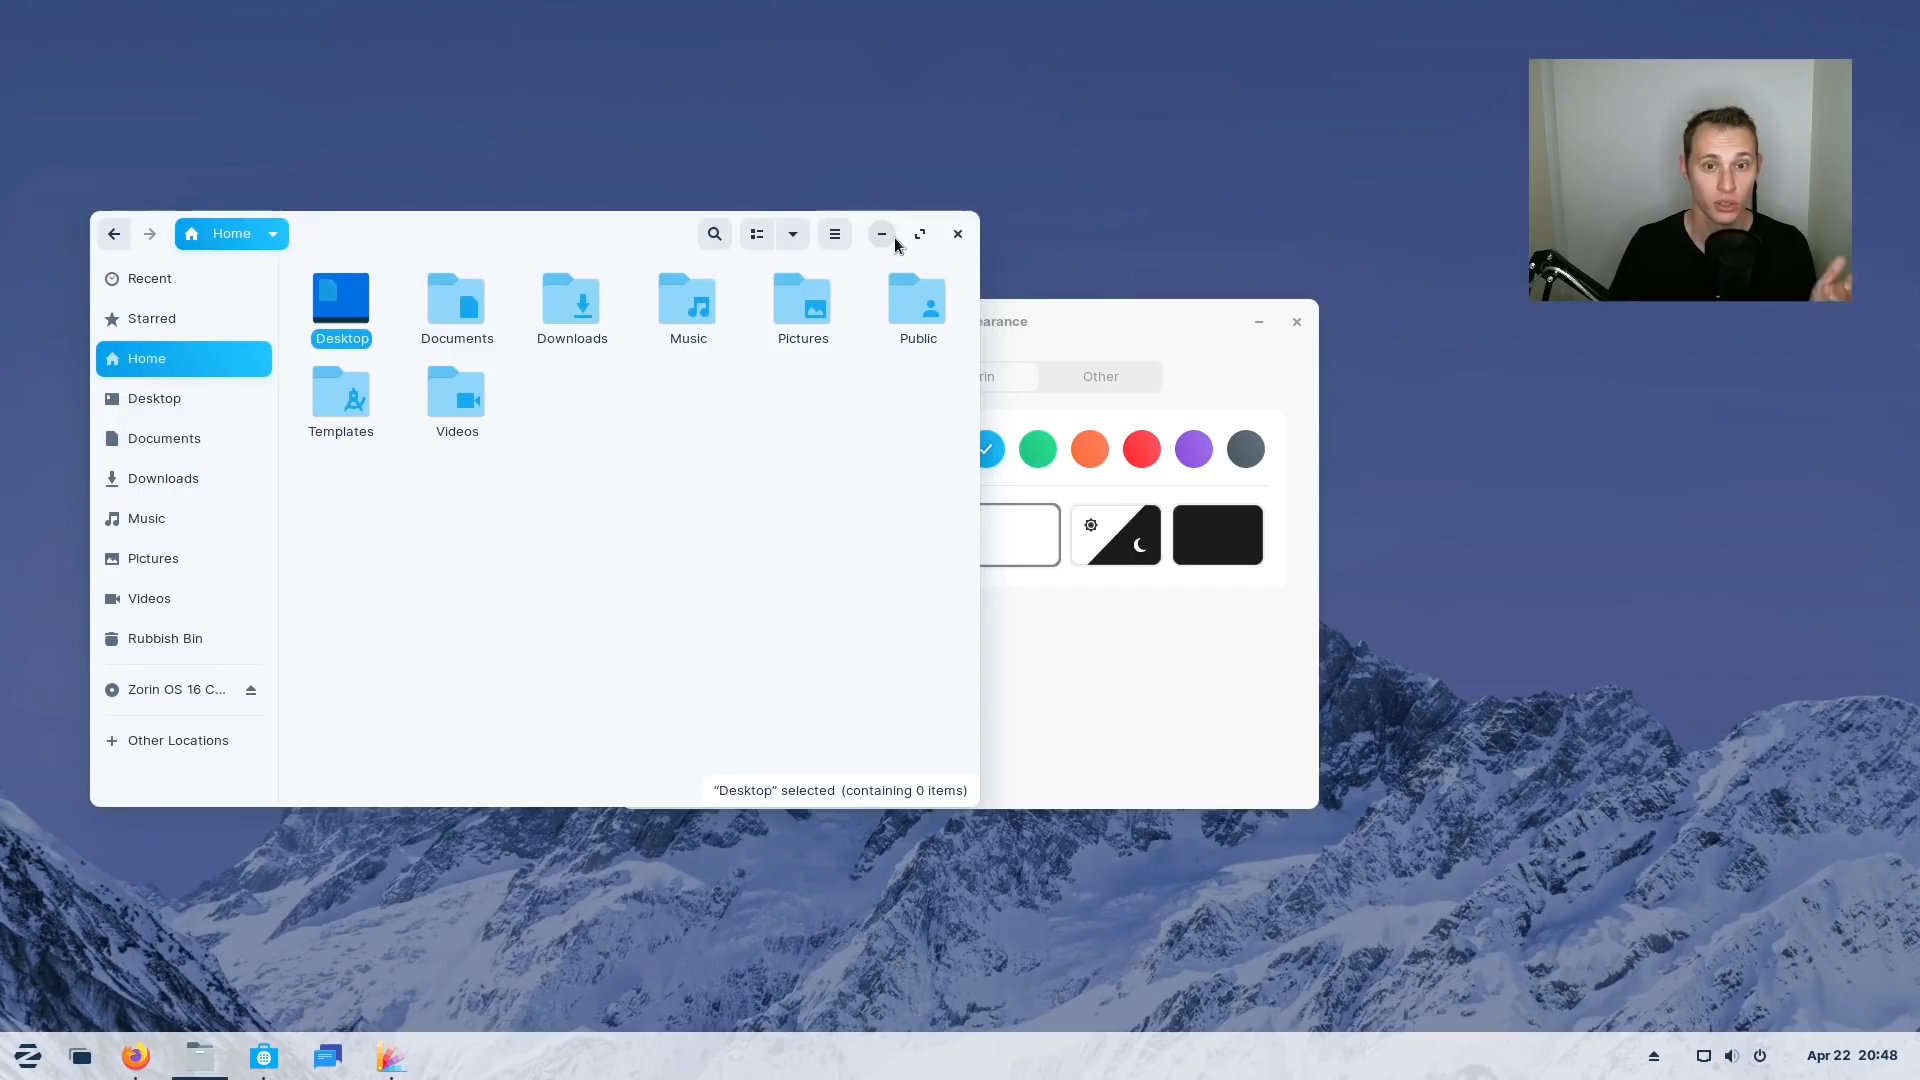 Home
Recent
Starred
Home
Desktop
Documents
Downloads
Music
Pictures
Videos
Rubbish Bin
Zorin OS 16 C...
Other Locations
Desktop
Documents
Downloads
Music
Pictures
Public
Templates
Videos
“Desktop” selected (containing 0 items)
earance
rin
Other
Apr 22 20:48